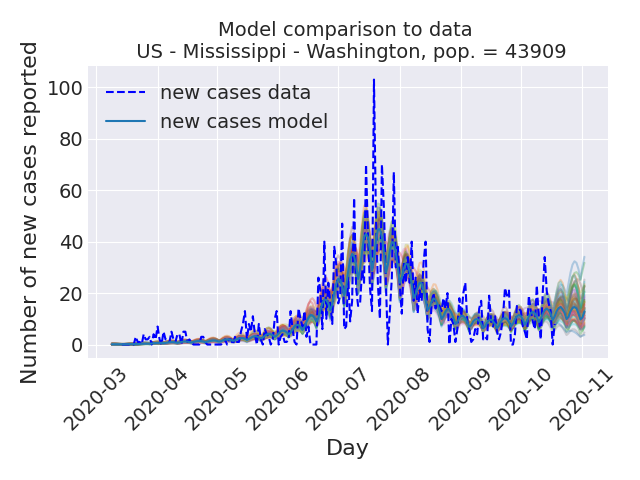 Model comparison to data
US - Mississippi - Washington, pop. = 43909
Number of new cases reported
100
80
60
40
20
0
new cases data
new cases model
2020-03
2020-04
2020-05
2020-06
2020-07
2020-08
2020-09
2020-10
2020-11
Day